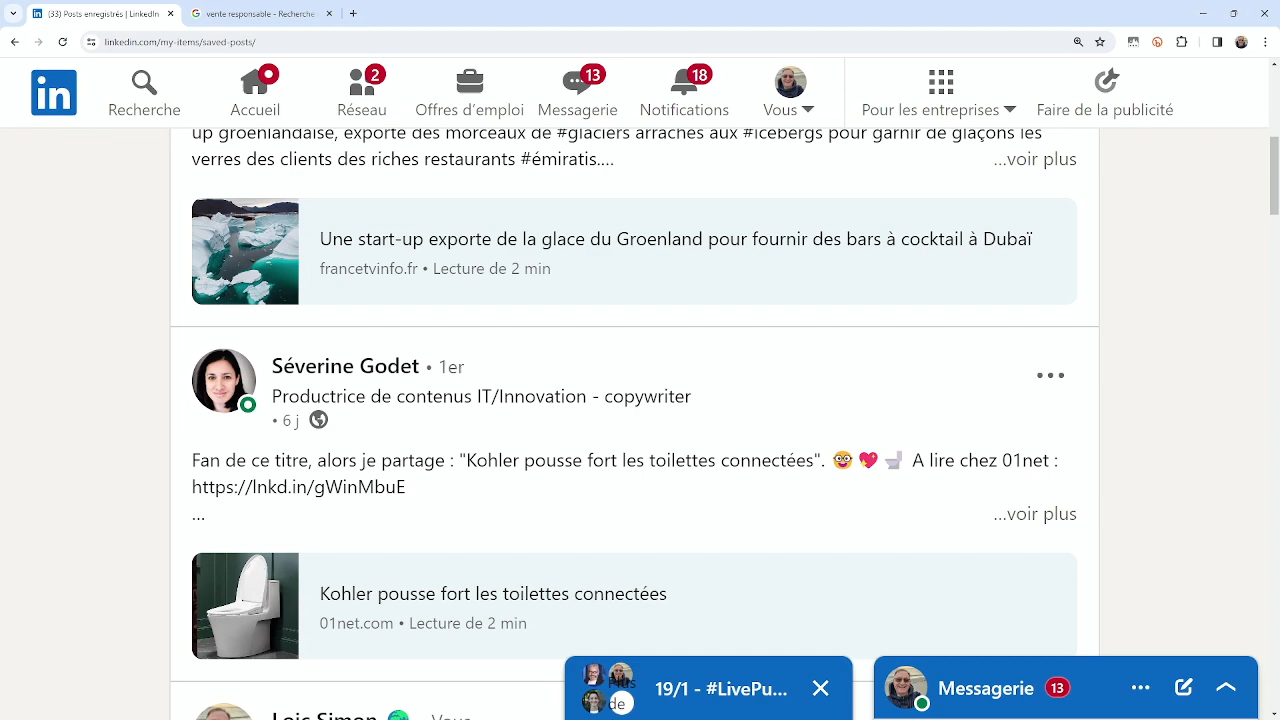 (33) Posts enregistrés | LinkedIn
vente responsable - Recherche
linkedin.com/my-items/saved-posts/
in
Recherche
Accueil
2
Réseau
Offres d'emploi
13
Messagerie
18
Notifications
Vous
Pour les entreprises
Faire de la publicité
up groenlandaise, exporte des morceaux de #glaciers arrachés aux #icebergs pour garnir de glaçons les
verres des clients des riches restaurants #émiratis....
...voir plus
Une start-up exporte de la glace du Groenland pour fournir des bars à cocktail à Dubaï
francetvinfo.fr • Lecture de 2 min
Séverine Godet • 1er
Productrice de contenus IT/Innovation - copywriter
• 6 j
Fan de ce titre, alors je partage : "Kohler pousse fort les toilettes connectées". 🤓 💖 🚽 A lire chez 01net :
https://lnkd.in/gWinMbuE
...
...voir plus
Kohler pousse fort les toilettes connectées
01net.com • Lecture de 2 min
Loic Simon
Vous
de
19/1 - #LivePu...
Messagerie
13